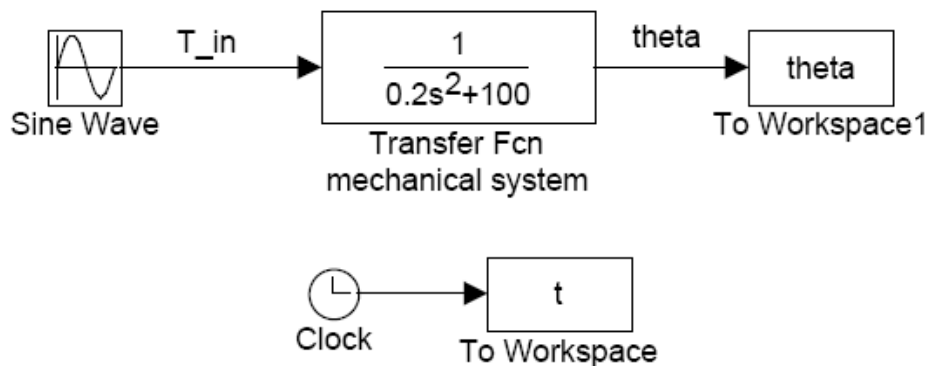 T_in
theta
1
0.2s²+100
theta
Sine Wave
Transfer Fcn
mechanical system
To Workspace1
t
Clock
To Workspace